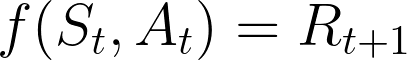 f(S_t, A_t) = R_{t+1}